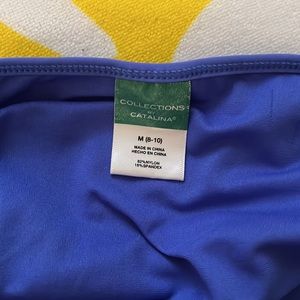 COLLECTIONS
BY
CATALINA®
M (8-10)
MADE IN CHINA
HECHO EN CHINA
82%NYLON
18%SPANDEX